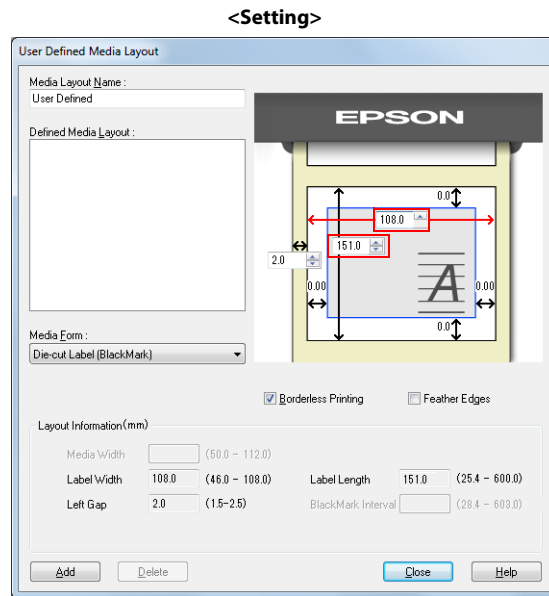 <Setting>
User Defined Media Layout
Media Layout Name :
User Defined
Defined Media Layout :
EPSON
0.0
108.0
151.0
2.0
0.00
A
0.00
0.0
Media Form :
Die-cut Label (BlackMark)
Borderless Printing
Feather Edges
Layout Information(mm)
Media Width (50.0 - 112.0)
Label Width 108.0 (46.0 - 108.0) Label Length 151.0 (25.4 - 600.0)
Left Gap 2.0 (1.5-2.5) BlackMark Interval (28.4 - 603.0)
Add Delete Close Help